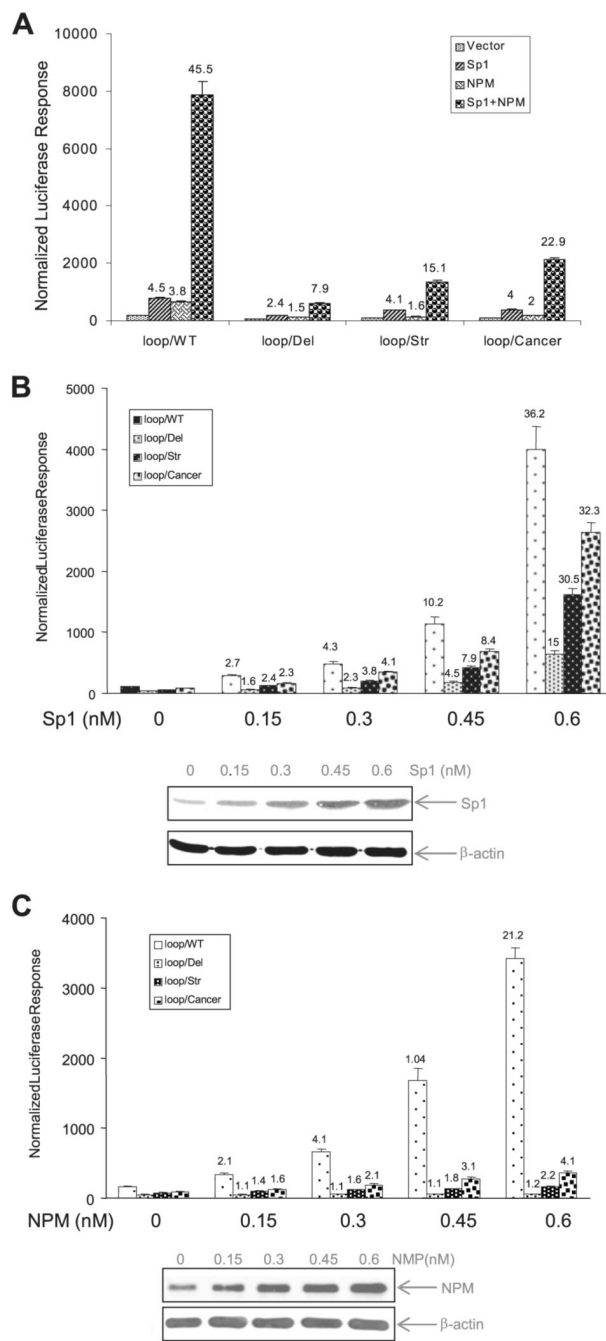 A
10000
8000
6000
4000
2000
0
Normalized Luciferase Response
Vector
Sp1
NPM
Sp1+NPM
4.5 3.8 45.5
2.4 1.5 7.9
4.1 1.6 15.1
4 2 22.9
loop/WT loop/Del loop/Str loop/Cancer
B
5000
4000
3000
2000
1000
0
NormalizedLuciferaseResponse
loop/WT
loop/Del
loop/Str
loop/Cancer
2.7 1.6 2.4 2.3
4.3 2.3 3.8 4.1
10.2 4.5 7.9 8.4
36.2 15 30.5 32.3
Sp1 (nM) 0 0.15 0.3 0.45 0.6
0 0.15 0.3 0.45 0.6 Sp1 (nM)
Sp1
β-actin
C
4000
3000
2000
1000
0
NormalizedLuciferaseResponse
loop/WT
loop/Del
loop/Str
loop/Cancer
2.1 1.1 1.4 1.6
4.1 1.1 1.6 2.1
1.04 1.1 1.8 3.1
21.2 1.2 2.2 4.1
NPM (nM) 0 0.15 0.3 0.45 0.6
0 0.15 0.3 0.45 0.6 NMP(nM)
NPM
β-actin